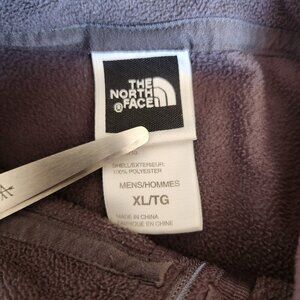 THE
NORTH
FACE
SHELL/EXTERIEUR:
100% POLYESTER
MENS/HOMMES
XL/TG
MADE IN CHINA
FABRIQUE EN CHINE